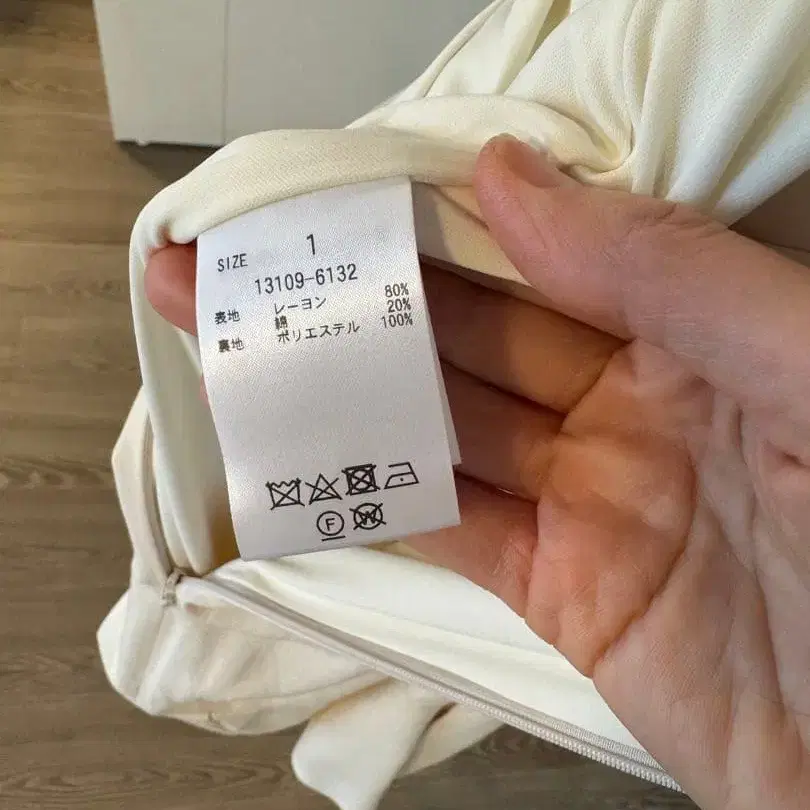 SIZE 1
13109-6132
表地 レーヨン 80%
綿 20%
裏地 ポリエステル 100%
F W